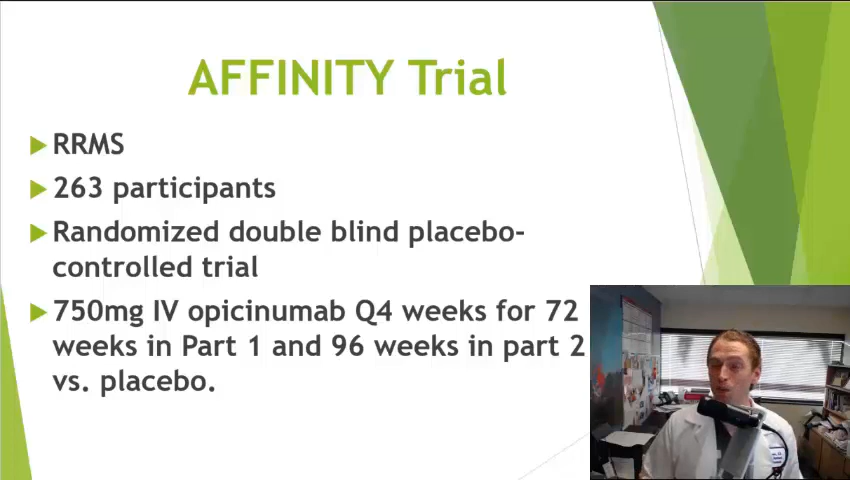 AFFINITY Trial
RRMS
263 participants
Randomized double blind placebo-
controlled trial
750mg IV opicinumab Q4 weeks for 72
weeks in Part 1 and 96 weeks in part 2
vs. placebo.